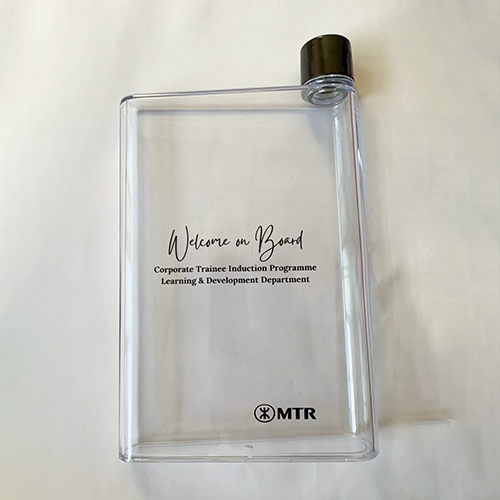 Welcome on Board
Corporate Trainee Induction Programme
Learning & Development Department
MTR